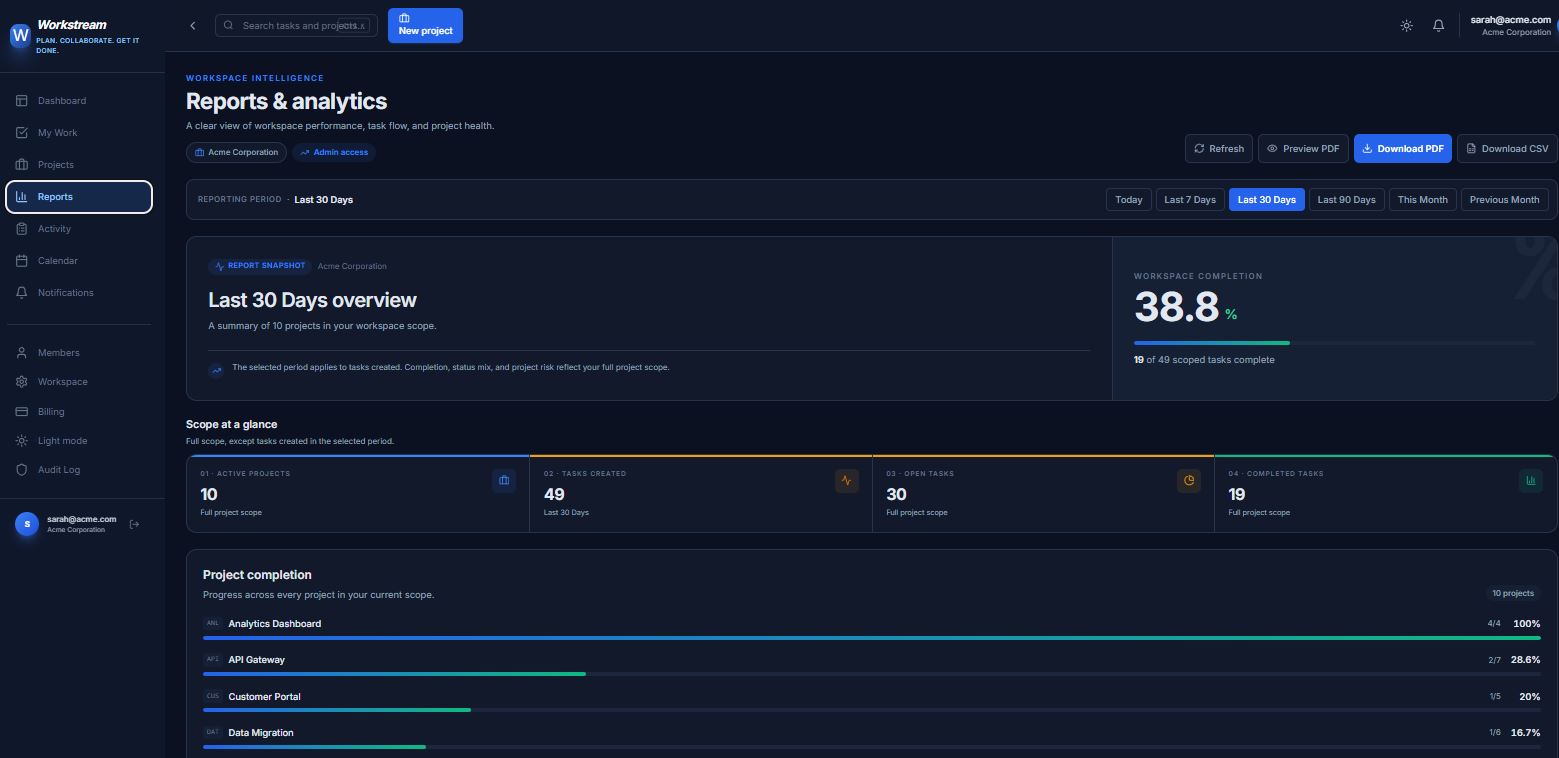 W
Workstream
PLAN. COLLABORATE. GET IT
DONE.
Dashboard
My Work
Projects
Reports
Activity
Calendar
Notifications
Members
Workspace
Billing
Light mode
Audit Log
S
sarah@acme.com
Acme Corporation
Search tasks and projects
New project
sarah@acme.com
Acme Corporation
WORKSPACE INTELLIGENCE
Reports & analytics
A clear view of workspace performance, task flow, and project health.
Acme Corporation
Admin access
Refresh
Preview PDF
Download PDF
Download CSV
REPORTING PERIOD · Last 30 Days
Today
Last 7 Days
Last 30 Days
Last 90 Days
This Month
Previous Month
REPORT SNAPSHOT
Acme Corporation
Last 30 Days overview
A summary of 10 projects in your workspace scope.
The selected period applies to tasks created. Completion, status mix, and project risk reflect your full project scope.
%
WORKSPACE COMPLETION
38.8 %
19 of 49 scoped tasks complete
Scope at a glance
Full scope, except tasks created in the selected period.
01 · ACTIVE PROJECTS
10
Full project scope
02 · TASKS CREATED
49
Last 30 Days
03 · OPEN TASKS
30
Full project scope
04 · COMPLETED TASKS
19
Full project scope
Project completion
Progress across every project in your current scope.
10 projects
ANL Analytics Dashboard 4/4 100%
API API Gateway 2/7 28.6%
CUS Customer Portal 1/5 20%
DAT Data Migration 1/6 16.7%